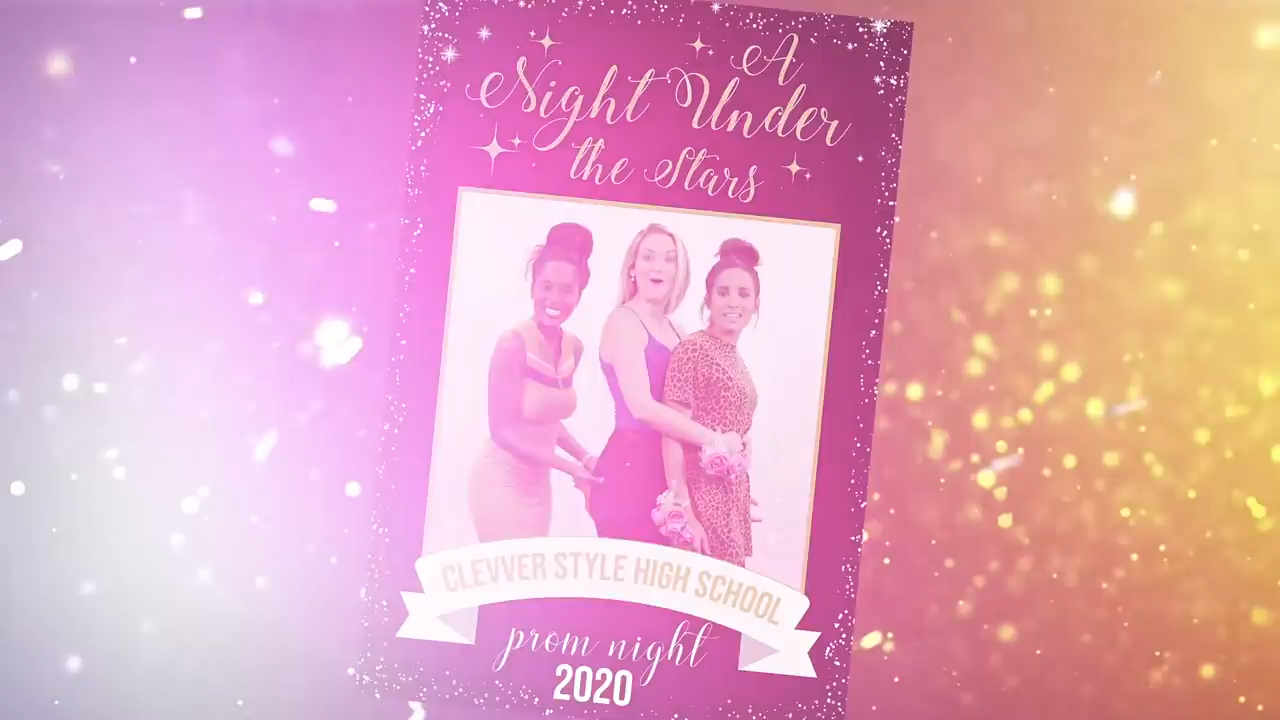 A
Night Under
the Stars
CLEVVER STYLE HIGH SCHOOL
prom night
2020